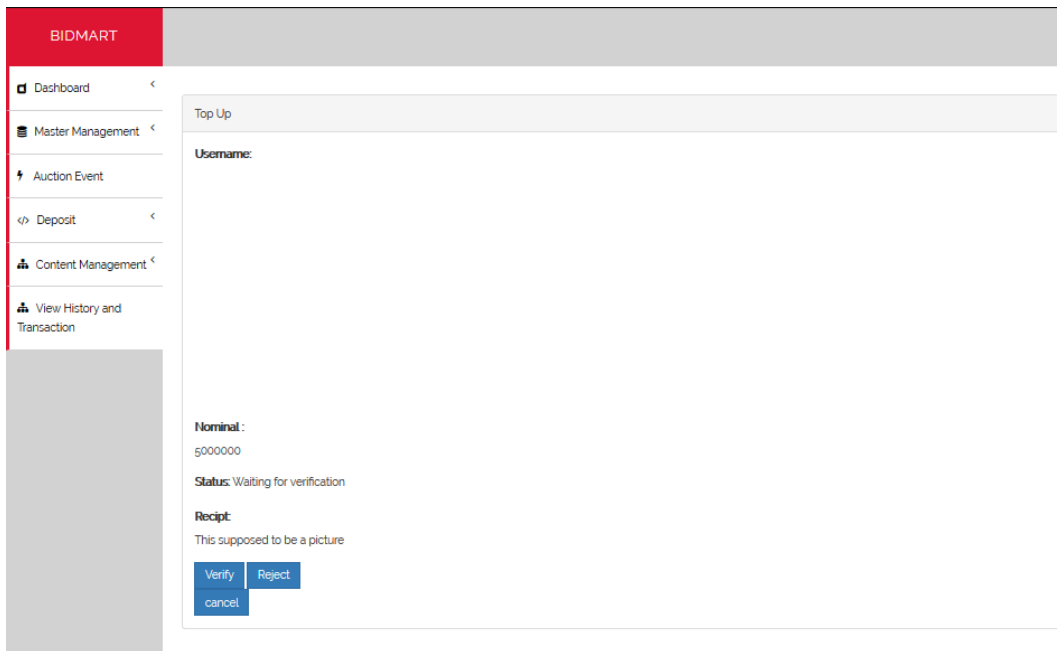 BIDMART
Dashboard
Master Management
Auction Event
Deposit
Content Management
View History and
Transaction
Top Up
Username:
Nominal :
5000000
Status: Waiting for verification
Recipt:
This supposed to be a picture
Verify
Reject
cancel